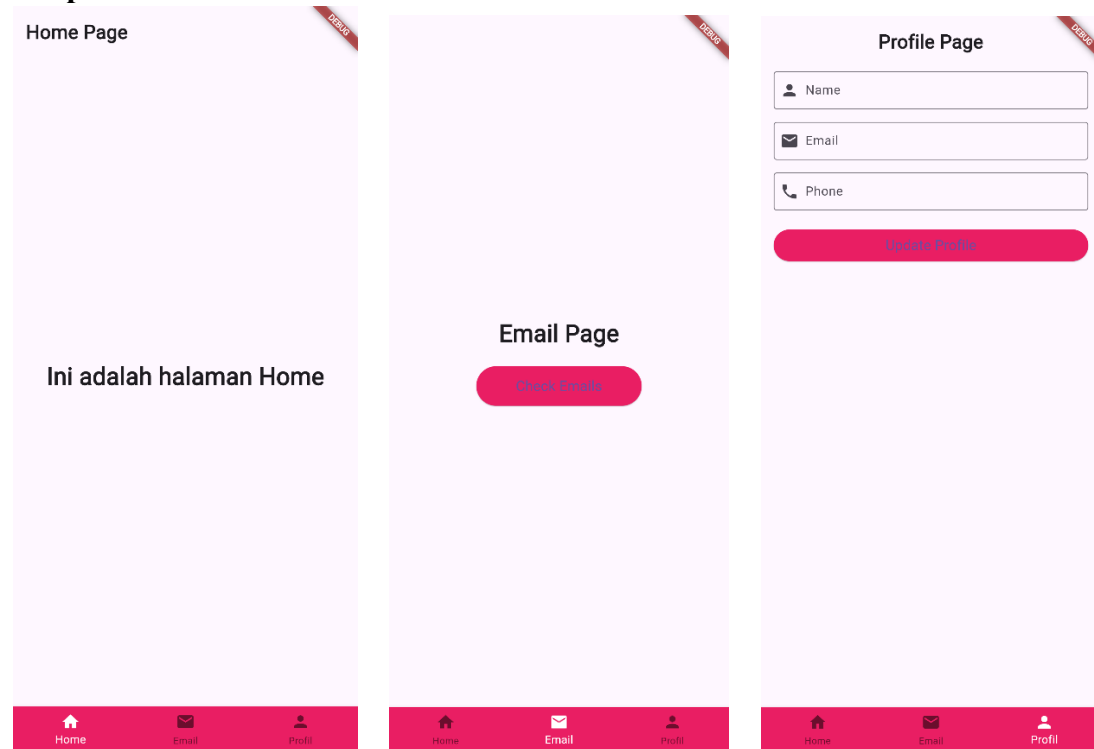 Home Page
DEBUG
Ini adalah halaman Home
Home
Email
Profil
DEBUG
Email Page
Check Emails
Home
Email
Profil
DEBUG
Profile Page
Name
Email
Phone
Update Profile
Home
Email
Profil